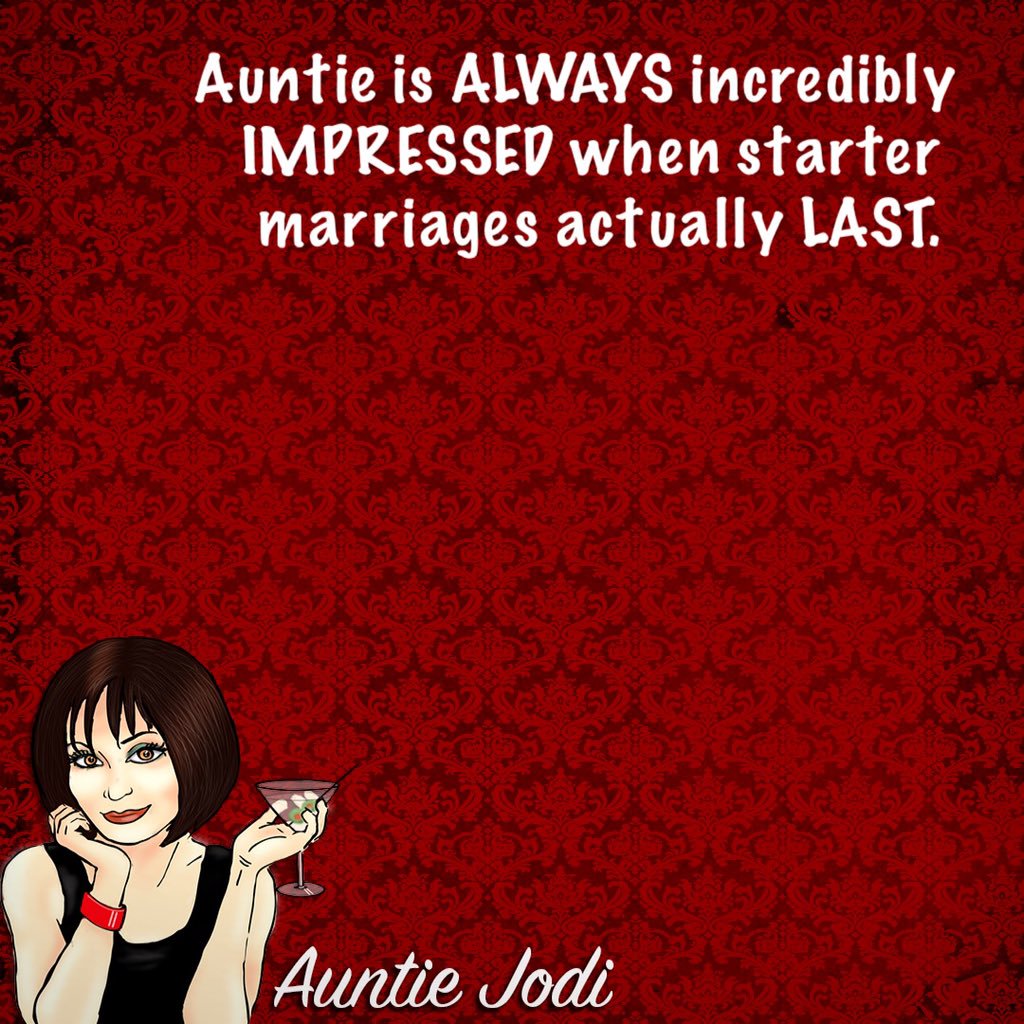 Auntie is ALWAYS incredibly
IMPRESSED when starter
marriages actually LAST.
Auntie Jodi